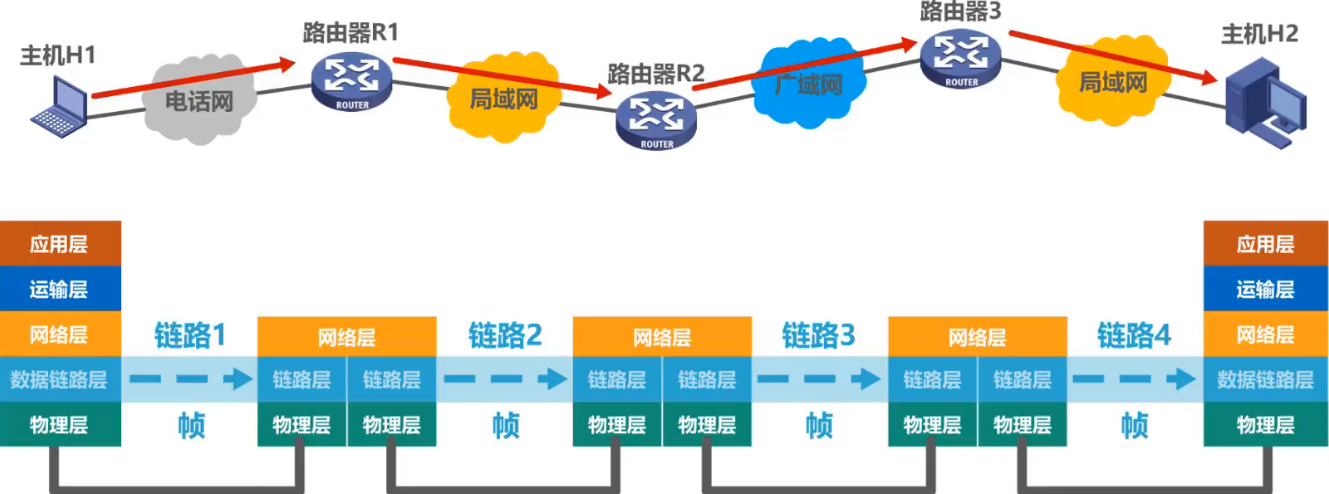 主机H1
路由器R1
路由器R2
路由器3
主机H2
电话网
局域网
广域网
局域网
ROUTER
ROUTER
ROUTER
应用层
运输层
网络层
数据链路层
物理层
链路1
帧
网络层
链路层 链路层
物理层 物理层
链路2
帧
网络层
链路层 链路层
物理层 物理层
链路3
帧
网络层
链路层 链路层
物理层 物理层
链路4
帧
应用层
运输层
网络层
数据链路层
物理层